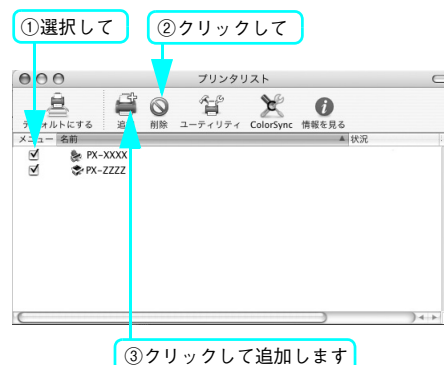 ①選択して
②クリックして
プリンタリスト
デフォルトにする 追加 削除 ユーティリティ ColorSync 情報を見る
メニュー 名前 状況
PX-XXXX
PX-ZZZZ
③クリックして追加します